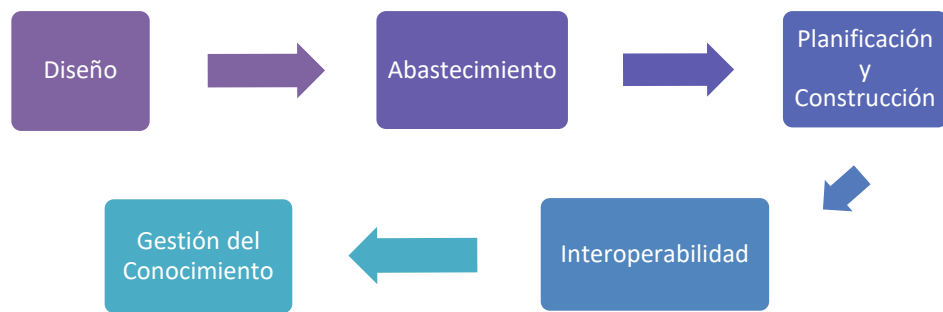 Diseño
Abastecimiento
Planificación
y
Construcción
Interoperabilidad
Gestión del
Conocimiento